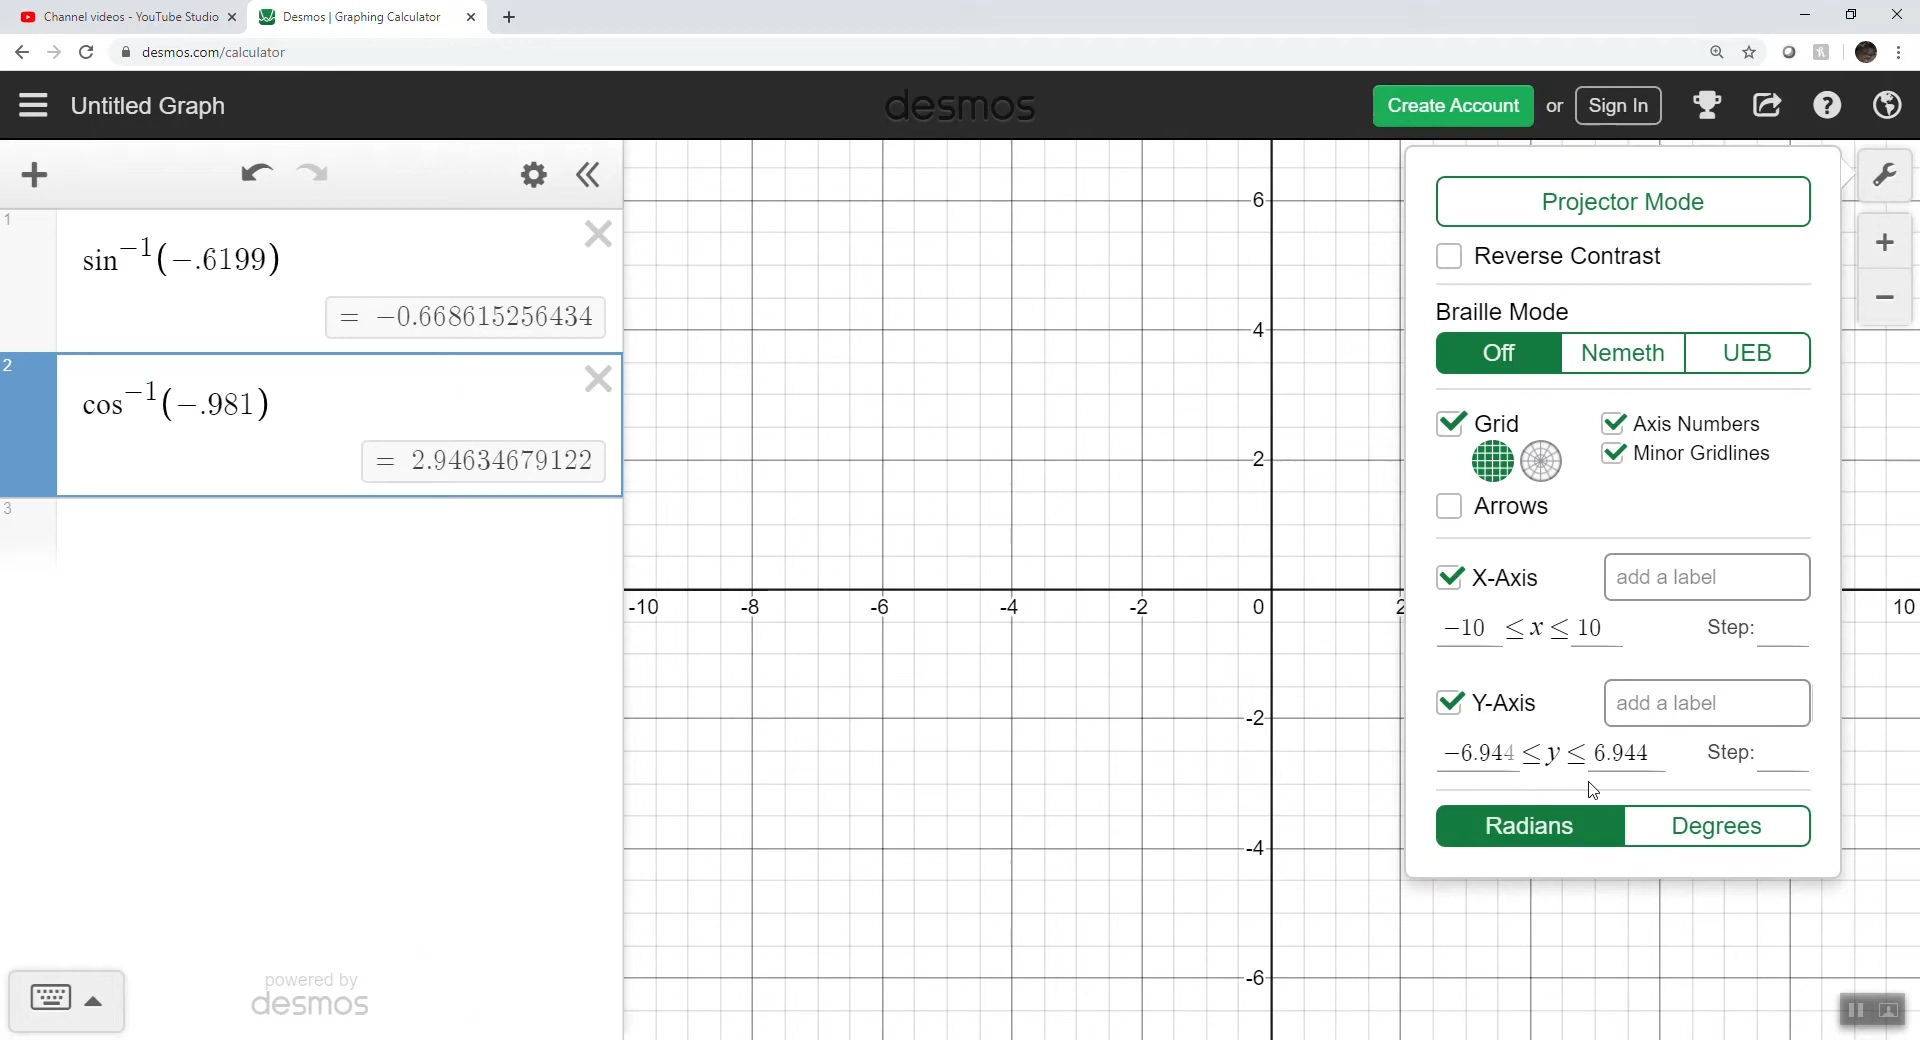 Channel videos - YouTube Studio
Desmos | Graphing Calculator
desmos.com/calculator
Untitled Graph
desmos
Create Account
or
Sign In
1
sin⁻¹(−.6199)
= −0.668615256434
2
cos⁻¹(−.981)
= 2.94634679122
3
powered by
desmos
6
4
2
-10 -8 -6 -4 -2 0 2 10
-2
-4
-6
Projector Mode
Reverse Contrast
Braille Mode
Off Nemeth UEB
Grid
Axis Numbers
Minor Gridlines
Arrows
X-Axis add a label
−10 ≤ x ≤ 10 Step:
Y-Axis add a label
−6.944 ≤ y ≤ 6.944 Step:
Radians Degrees